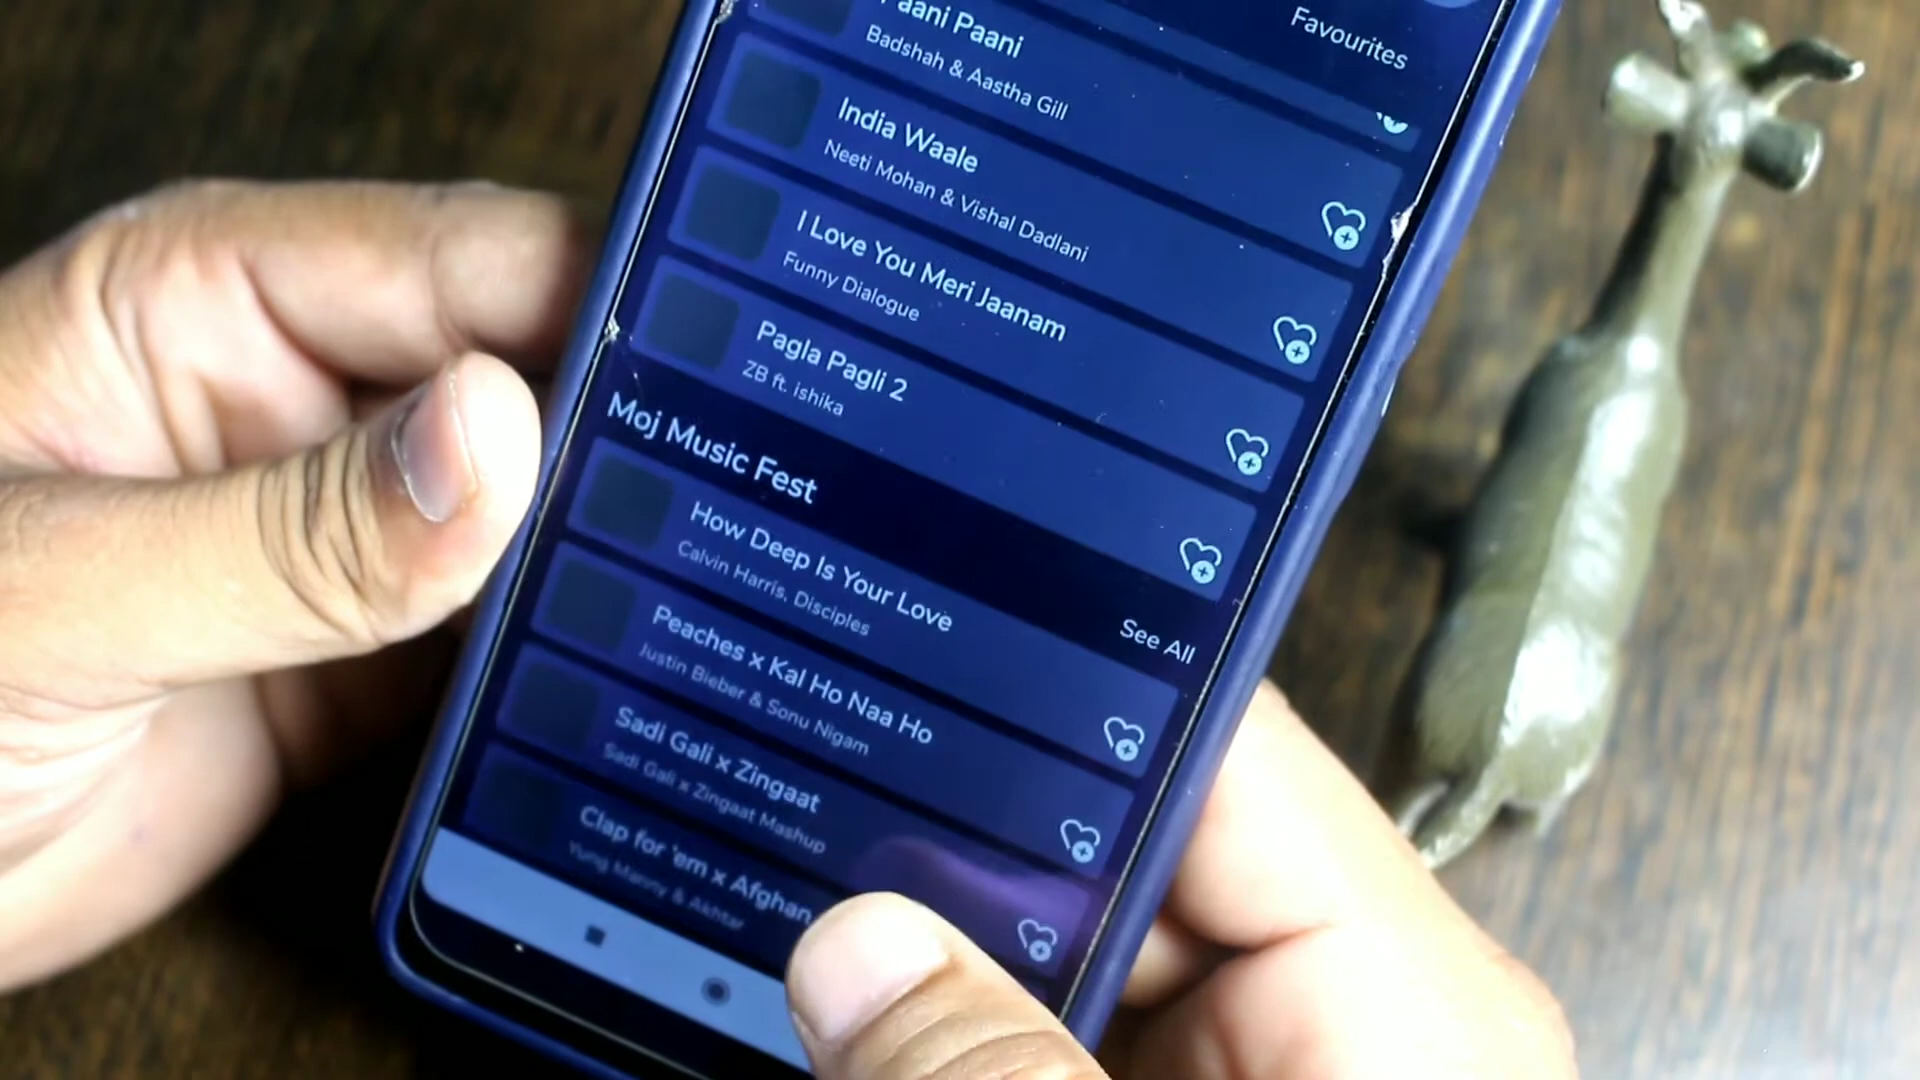 Favourites
Paani Paani
Badshah & Aastha Gill
India Waale
Neeti Mohan & Vishal Dadlani
I Love You Meri Jaanam
Funny Dialogue
Pagla Pagli 2
ZB ft. Ishika
Moj Music Fest
See All
How Deep Is Your Love
Calvin Harris, Disciples
Peaches x Kal Ho Naa Ho
Justin Bieber & Sonu Nigam
Sadi Gali x Zingaat
Sadi Gali x Zingaat Mashup
Clap for 'em x Afghan
Yung Manny & Akhtar